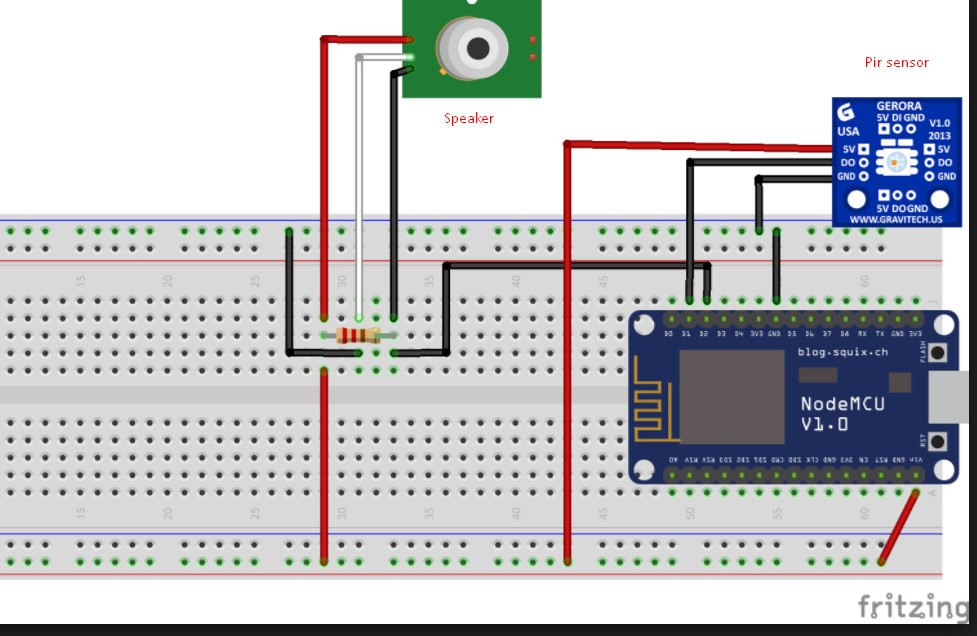 Pir sensor
Speaker
G
GERORA
5V DI GND
USA
V1.0
2013
5V
5V
DO
DO
GND
GND
5V DO GND
WWW.GRAVITECH.US
15
20
25
30
35
40
45
60
J
D0 D1 D2 D3 D4 3V3 GND D5 D6 D7 D8 RX TX GND 3V3
blog.squix.ch
FLASH
NodeMCU
V1.0
RST
A0 RSV RSV SD3 SD2 SD1 CMD SD0 CLK GND 3V3 EN RST GND Vin
15
20
25
30
35
40
45
50
55
60
A
fritzing